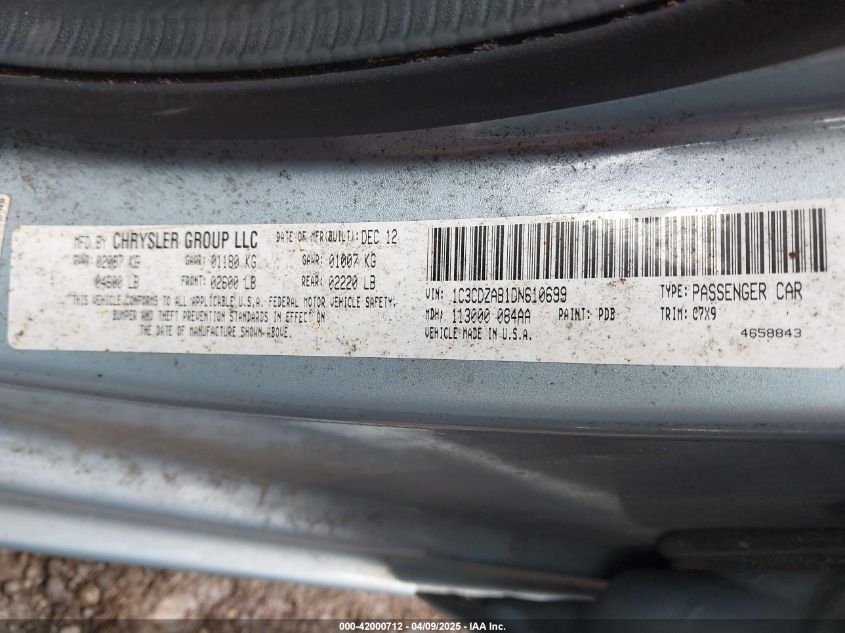 MFD BY CHRYSLER GROUP LLC DATE OF MFR(BUILT): DEC 12
GVWR: 02087 KG GAWR: 01180 KG GAWR: 01007 KG
04600 LB FRONT: 02600 LB REAR: 02220 LB
"THIS VEHICLE CONFORMS TO ALL APPLICABLE U.S.A. FEDERAL MOTOR VEHICLE SAFETY,
BUMPER AND THEFT PREVENTION STANDARDS IN EFFECT ON
THE DATE OF MANUFACTURE SHOWN ABOVE.
VIN: 1C3CDZAB1DN610699 TYPE: PASSENGER CAR
MDH: 113000 064AA PAINT: PDB TRIM: C7X9
VEHICLE MADE IN U.S.A. 4658843
000-42000712 | 04/09/2025 - IAA Inc.